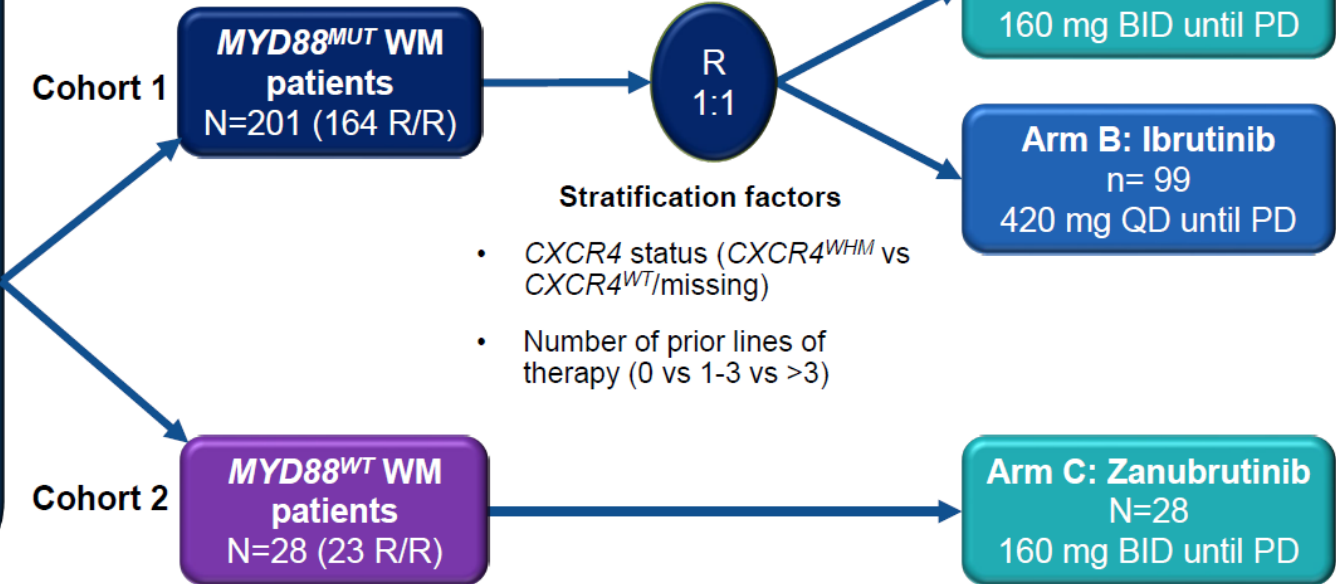 160 mg BID until PD
MYD88MUT WM
patients
N=201 (164 R/R)
Cohort 1
R
1:1
Arm B: Ibrutinib
n= 99
420 mg QD until PD
Stratification factors
• CXCR4 status (CXCR4WHM vs
CXCR4WT/missing)
• Number of prior lines of
therapy (0 vs 1-3 vs >3)
Cohort 2
MYD88WT WM
patients
N=28 (23 R/R)
Arm C: Zanubrutinib
N=28
160 mg BID until PD